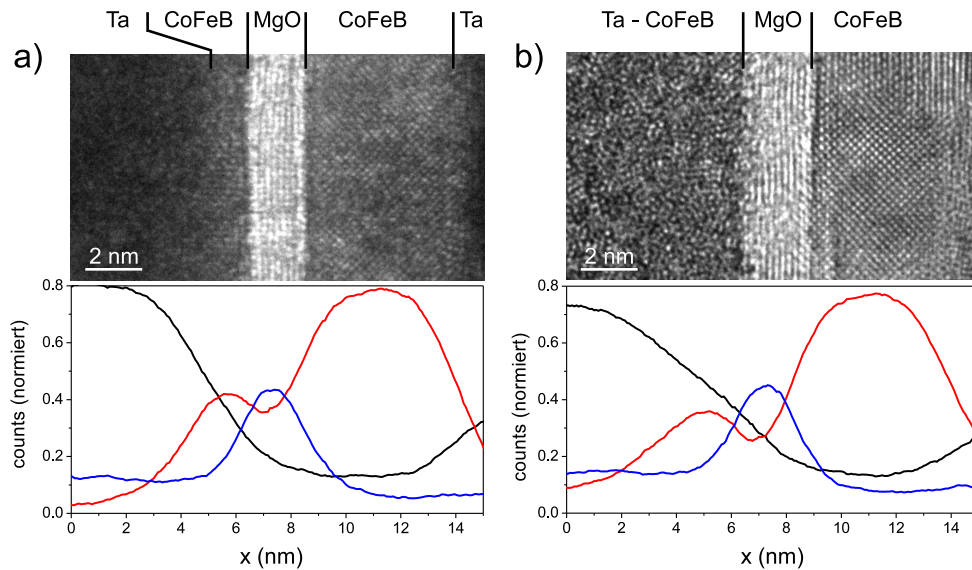 Ta CoFeB MgO CoFeB Ta
a)
2 nm
0.8
0.4
0.2
0.0
counts (normiert)
0 2 4 6 8 10 12 14
x (nm)
Ta - CoFeB MgO CoFeB
b)
2 nm
0.8
0.6
0.4
0.2
0.0
counts (normiert)
0 2 4 6 8 10 12 14
x (nm)